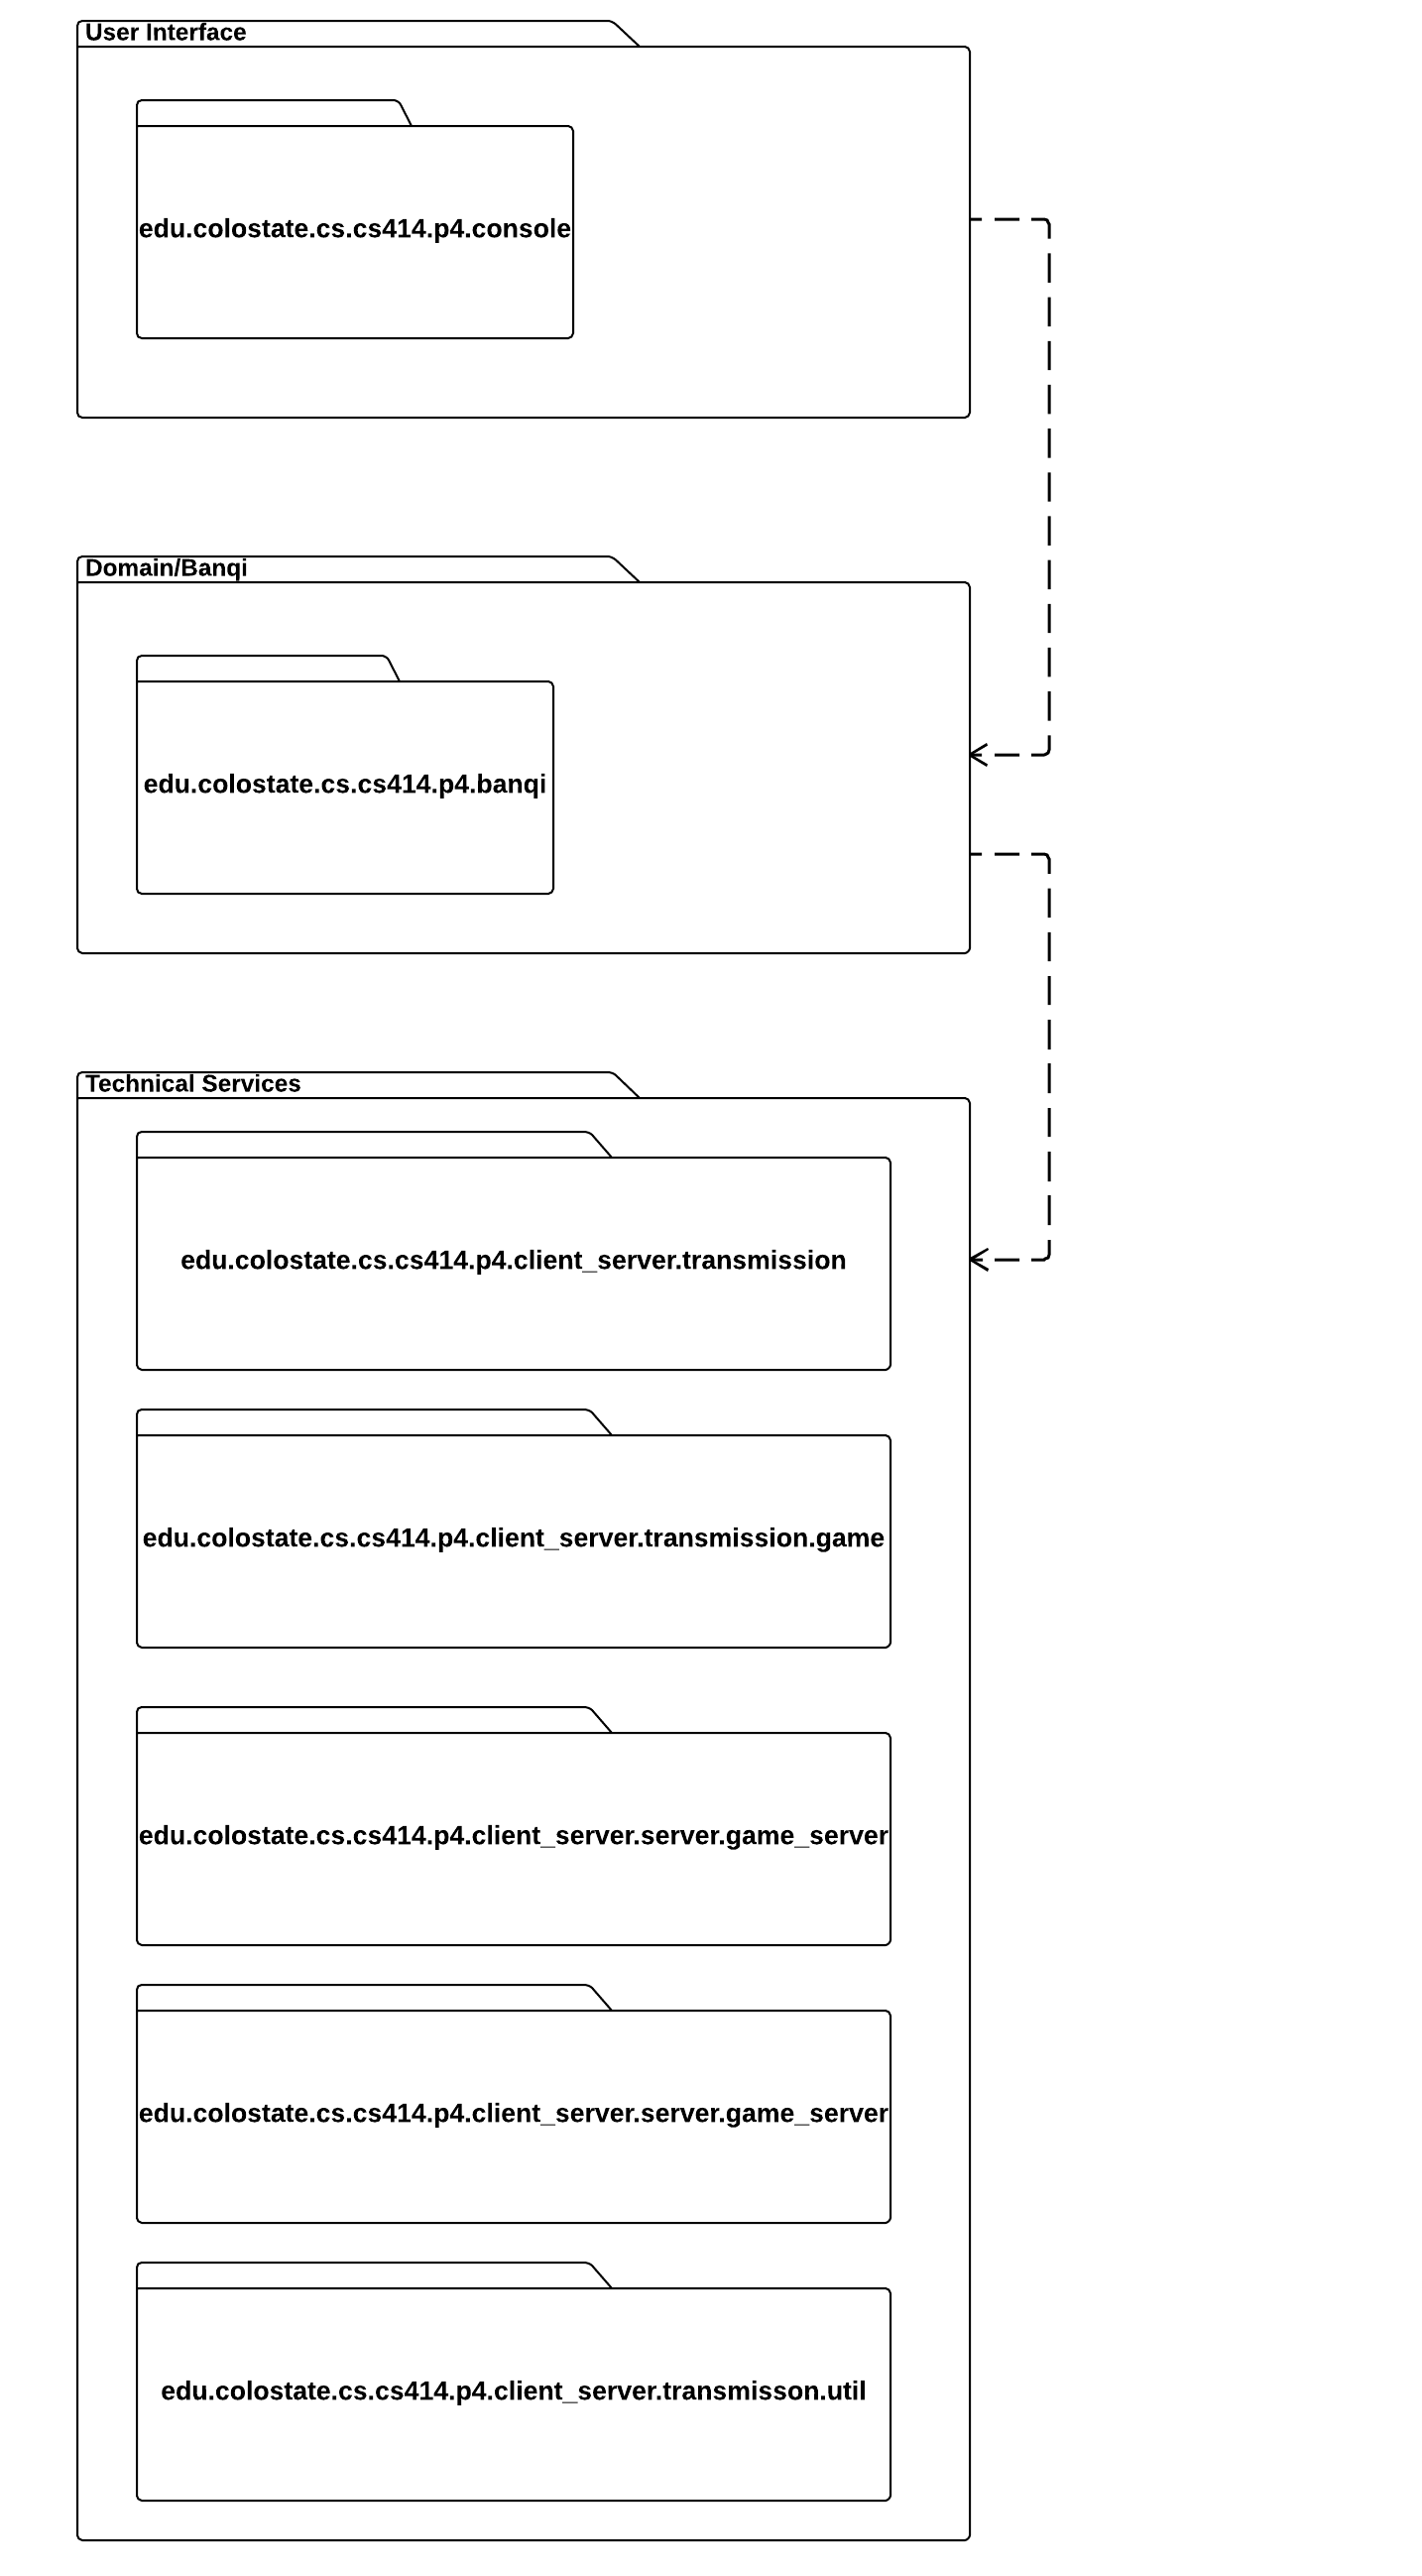 User Interface
edu.colostate.cs.cs414.p4.console
Domain/Banqi
edu.colostate.cs.cs414.p4.banqi
Technical Services
edu.colostate.cs.cs414.p4.client_server.transmission
edu.colostate.cs.cs414.p4.client_server.transmission.game
edu.colostate.cs.cs414.p4.client_server.server.game_server
edu.colostate.cs.cs414.p4.client_server.server.game_server
edu.colostate.cs.cs414.p4.client_server.transmisson.util